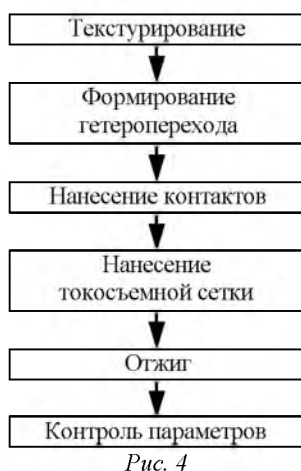 Текстурирование
Формирование
гетероперехода
Нанесение контактов
Нанесение
токосъемной сетки
Отжиг
Контроль параметров
Рис. 4